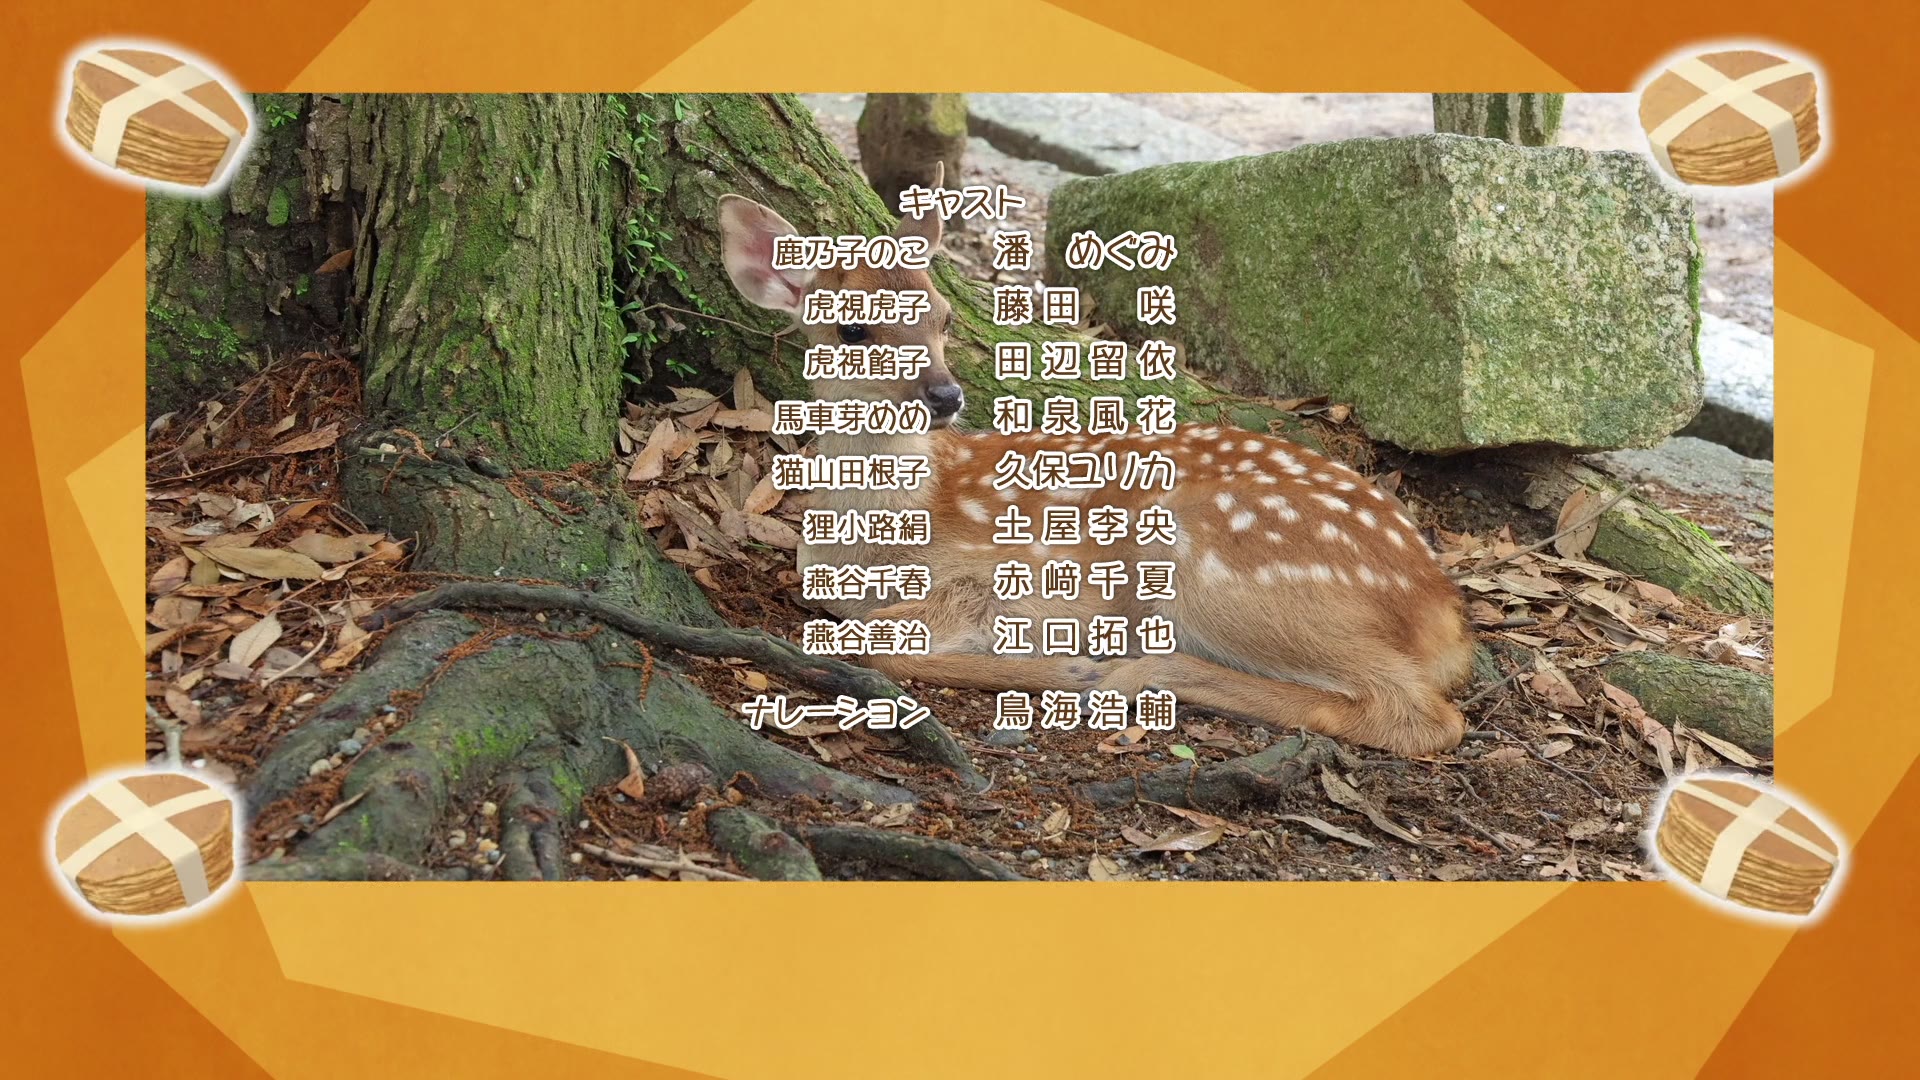 キャスト
鹿乃子のこ 潘 めぐみ
虎視虎子 藤田 咲
虎視餡子 田辺留依
馬車芽めめ 和泉風花
猫山田根子 久保ユリカ
狸小路絹 土屋李央
燕谷千春 赤﨑千夏
燕谷善治 江口拓也
ナレーション 鳥海浩輔